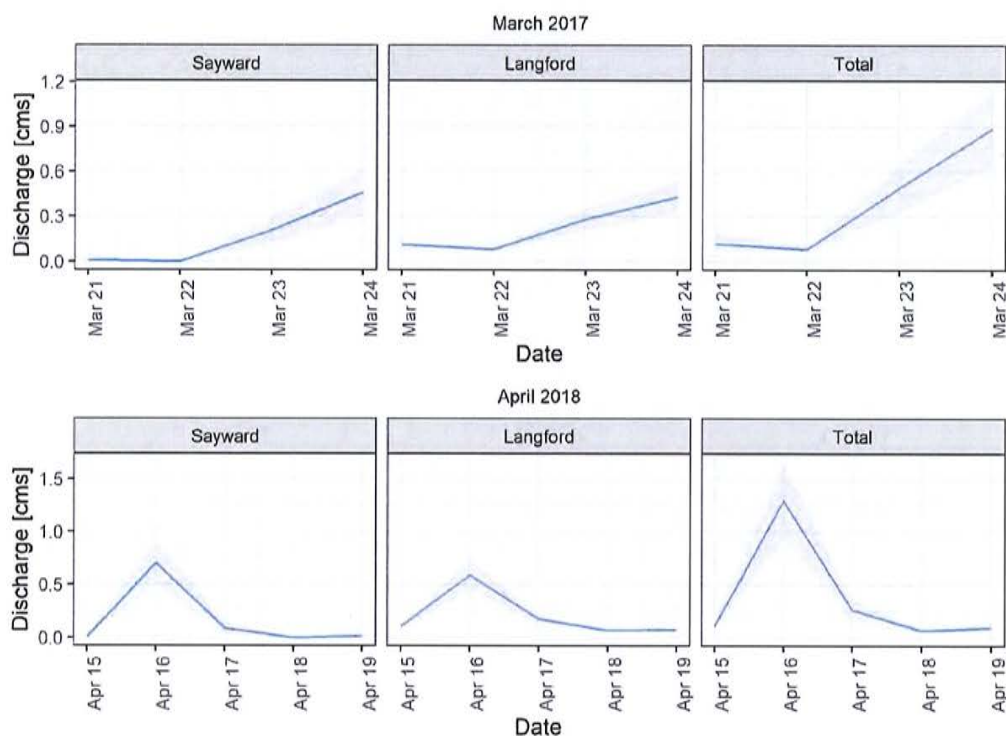 March 2017
Sayward Langford Total
Discharge [cms]
1.2
0.9
0.6
0.3
0.0
Mar 21 Mar 22 Mar 23 Mar 24 Mar 21 Mar 22 Mar 23 Mar 24 Mar 21 Mar 22 Mar 23 Mar 24
Date
April 2018
Sayward Langford Total
Discharge [cms]
1.5
1.0
0.5
0.0
Apr 15 Apr 16 Apr 17 Apr 18 Apr 19 Apr 15 Apr 16 Apr 17 Apr 18 Apr 19 Apr 15 Apr 16 Apr 17 Apr 18 Apr 19
Date